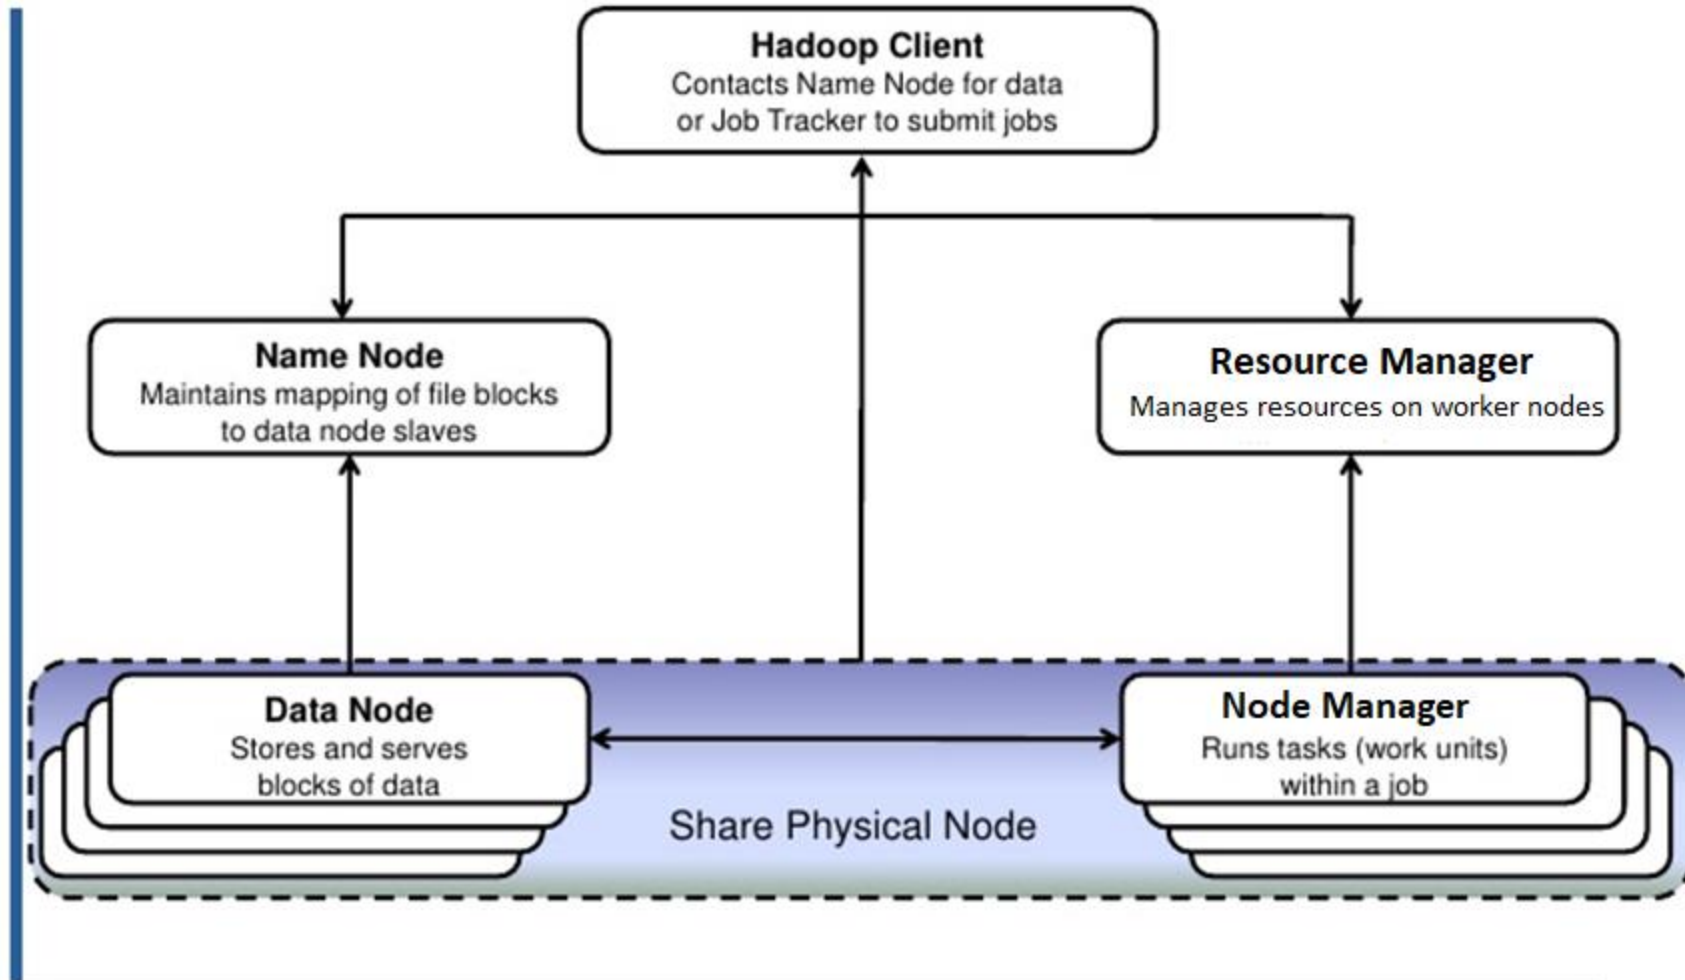 Hadoop Client
Contacts Name Node for data
or Job Tracker to submit jobs
Name Node
Maintains mapping of file blocks
to data node slaves
Resource Manager
Manages resources on worker nodes
Data Node
Stores and serves
blocks of data
Node Manager
Runs tasks (work units)
within a job
Share Physical Node